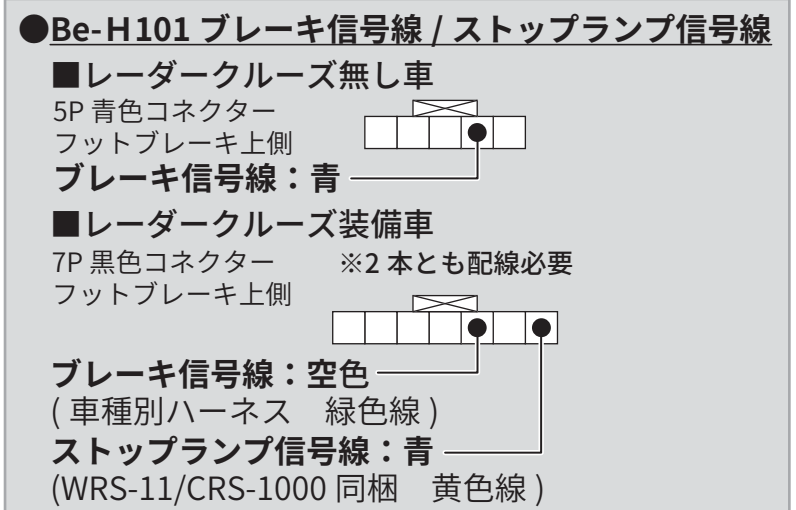 ●Be-H101 ブレーキ信号線 / ストップランプ信号線
■レーダークルーズ無し車
5P 青色コネクター
フットブレーキ上側
ブレーキ信号線：青
■レーダークルーズ装備車
7P 黒色コネクター ※2 本とも配線必要
フットブレーキ上側
ブレーキ信号線：空色
( 車種別ハーネス　緑色線 )
ストップランプ信号線：青
(WRS-11/CRS-1000 同梱　黄色線 )